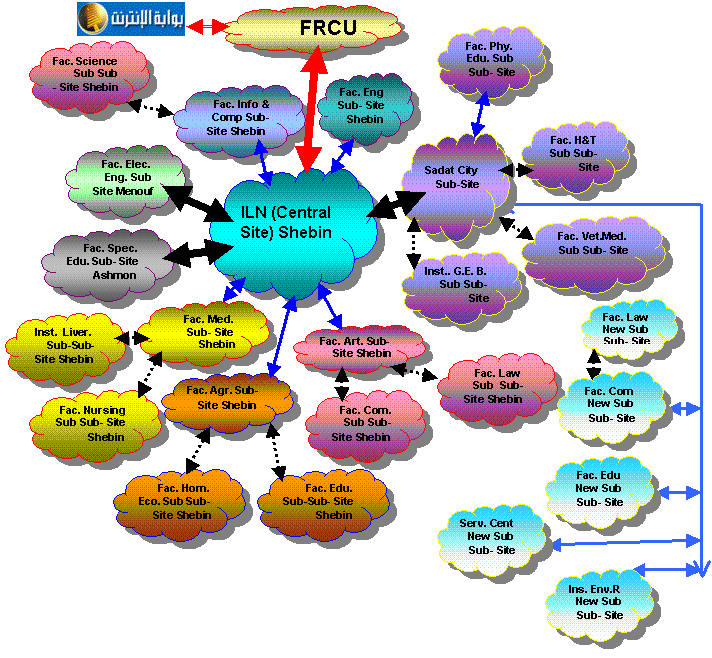 بوابة الإنترنت
FRCU
Fac. Science
Sub Sub
- Site Shebin
Fac. Info &
Comp Sub-
Site Shebin
Fac. Eng
Sub- Site
Shebin
Fac. Phy.
Edu. Sub
Sub- Site
Fac. Elec.
Eng. Sub
Site Menouf
ILN (Central
Site) Shebin
Sadat City
Sub-Site
Fac. H&T
Sub Sub-
Site
Fac. Spec.
Edu. Sub- Site
Ashmon
Inst.. G.E. B.
Sub Sub-
Site
Fac. Vet.Med.
Sub Sub- Site
Inst. Liver.
Sub-Sub-
Site Shebin
Fac. Med.
Sub- Site
Shebin
Fac. Art. Sub-
Site Shebin
Fac. Law
New Sub
Sub- Site
Fac. Nursing
Sub Sub- Site
Shebin
Fac. Agr. Sub-
Site Shebin
Fac. Com.
Sub Sub-
Site Shebin
Fac. Law
Sub Sub-
Site Shebin
Fac. Com
New Sub
Sub- Site
Fac. Hom.
Eco. Sub Sub-
Site Shebin
Fac. Edu.
Sub-Sub- Site
Shebin
Fac. Edu
New Sub
Sub- Site
Serv. Cent
New Sub
Sub- Site
Ins. Env.R
New Sub
Sub- Site